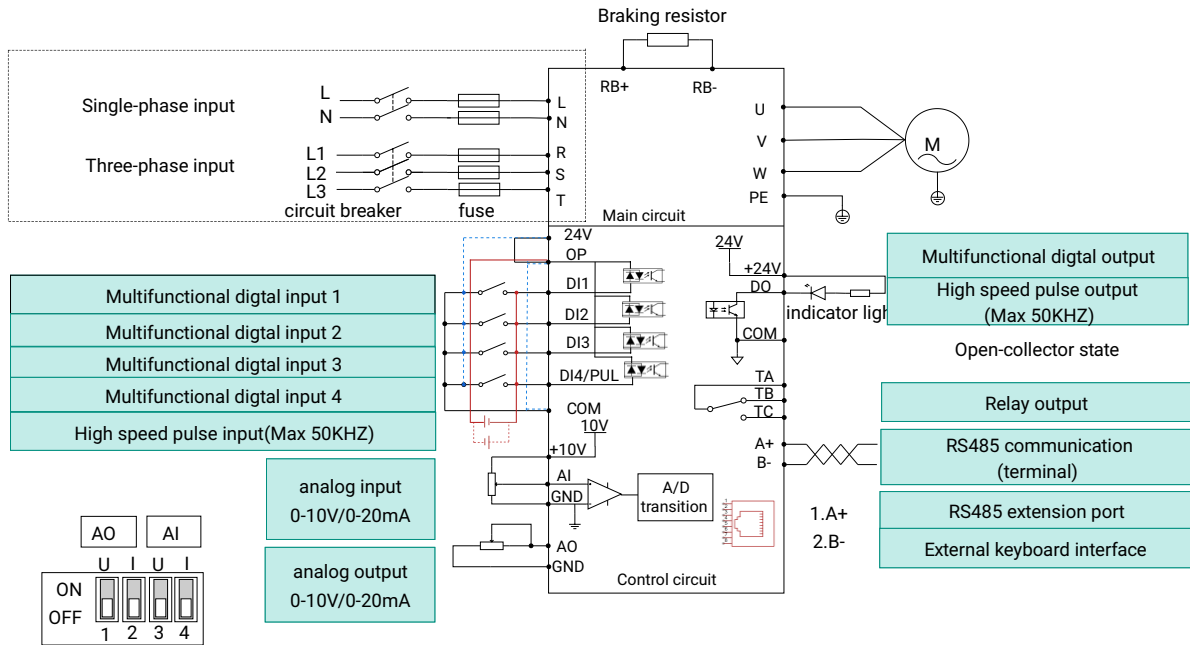 Braking resistor
RB+
RB-
Single-phase input
L
N
L
N
Three-phase input
L1
L2
L3
R
S
T
circuit breaker
fuse
U
V
W
PE
M
Main circuit
24V
OP
DI1
DI2
DI3
DI4/PUL
COM
10V
+10V
AI
GND
AO
GND
Multifunctional digtal input 1
Multifunctional digtal input 2
Multifunctional digtal input 3
Multifunctional digtal input 4
High speed pulse input(Max 50KHZ)
analog input
0-10V/0-20mA
analog output
0-10V/0-20mA
A/D
transition
Control circuit
24V
+24V
DO
COM
indicator ligh
TA
TB
TC
A+
B-
1.A+
2.B-
Multifunctional digtal output
High speed pulse output
(Max 50KHZ)
Open-collector state
Relay output
RS485 communication
(terminal)
RS485 extension port
External keyboard interface
AO
AI
U I U I
ON
OFF
1 2 3 4